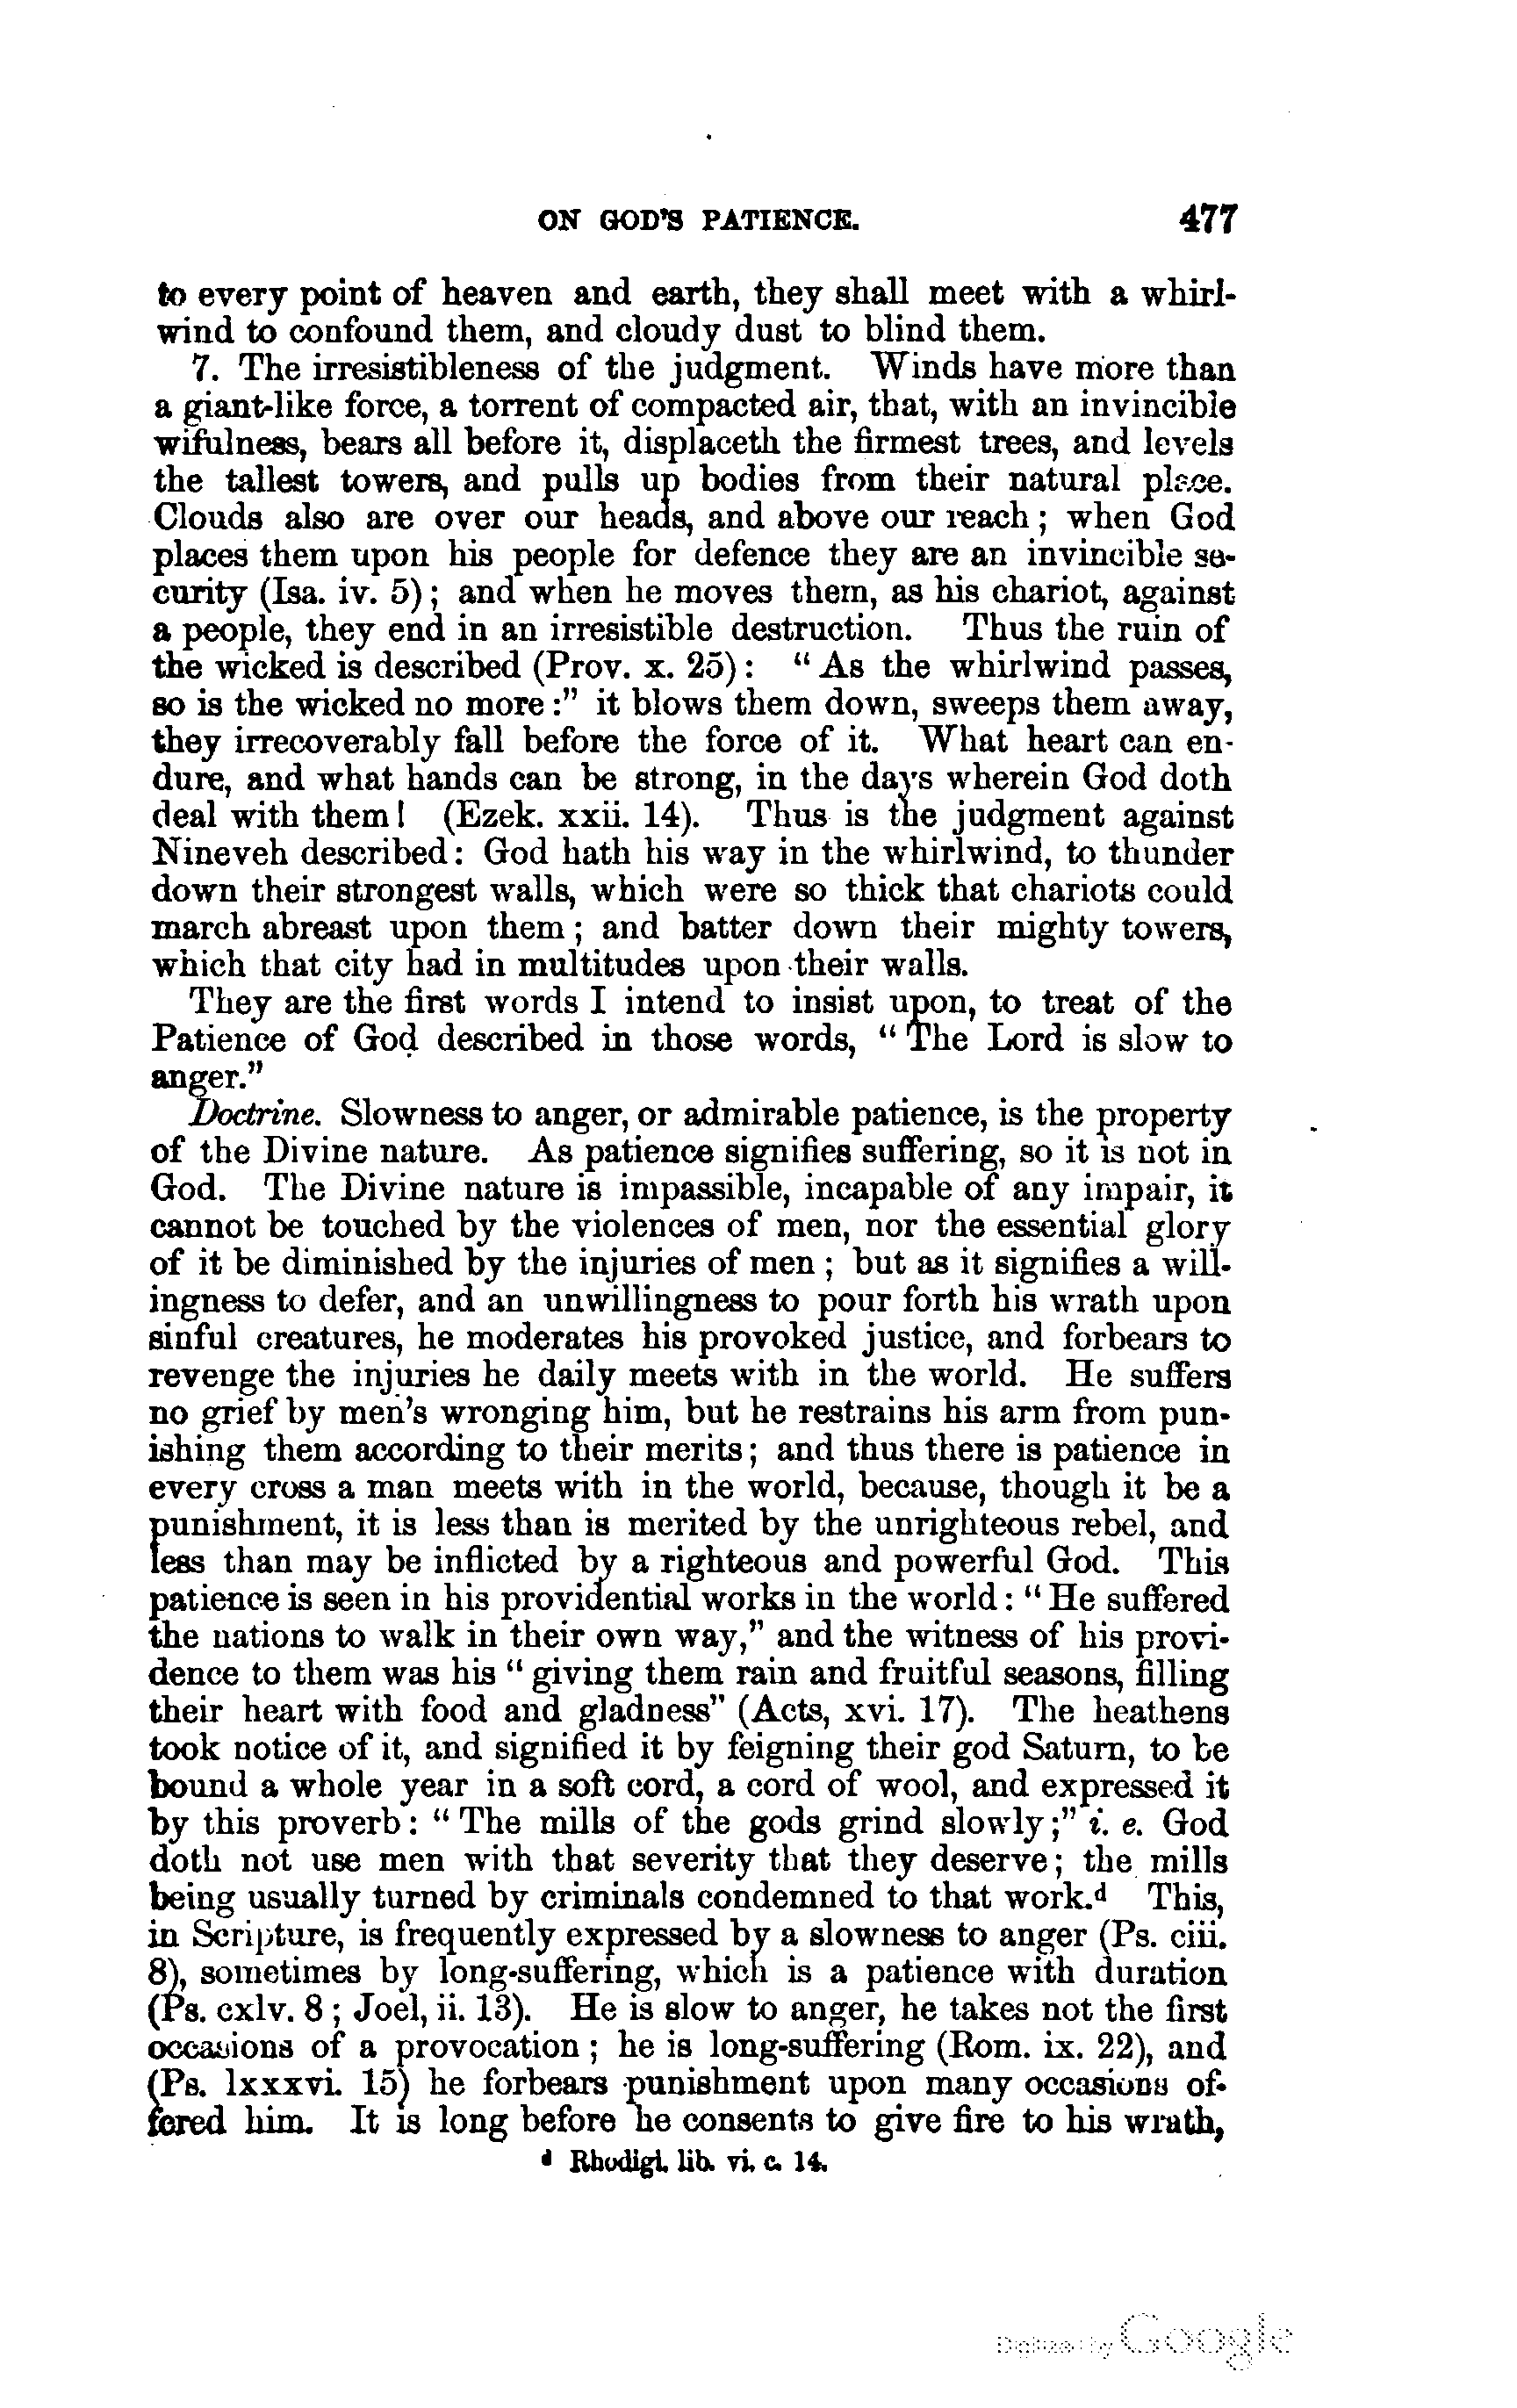 ON GOD'S PATIENCE. 477
to every point of heaven and earth, they shall meet with a whirl-
wind to confound them, and cloudy dust to blind them.
7. The irresistibleness of the judgment. Winds have more than
a giant-like force, a torrent of compacted air, that, with an invincible
wifulness, bears all before it, displaceth the firmest trees, and levels
the tallest towers, and pulls up bodies from their natural place.
Clouds also are over our heads, and above our reach; when God
places them upon his people for defence they are an invincible se-
curity (Isa. iv. 5); and when he moves them, as his chariot, against
a people, they end in an irresistible destruction. Thus the ruin of
the wicked is described (Prov. x. 25): "As the whirlwind passes,
so is the wicked no more:" it blows them down, sweeps them away,
they irrecoverably fall before the force of it. What heart can en-
dure, and what hands can be strong, in the days wherein God doth
deal with them! (Ezek. xxii. 14). Thus is the judgment against
Nineveh described: God hath his way in the whirlwind, to thunder
down their strongest walls, which were so thick that chariots could
march abreast upon them; and batter down their mighty towers,
which that city had in multitudes upon their walls.
They are the first words I intend to insist upon, to treat of the
Patience of God described in those words, "The Lord is slow to
anger."
Doctrine. Slowness to anger, or admirable patience, is the property
of the Divine nature. As patience signifies suffering, so it is not in
God. The Divine nature is impassible, incapable of any impair, it
cannot be touched by the violences of men, nor the essential glory
of it be diminished by the injuries of men; but as it signifies a will-
ingness to defer, and an unwillingness to pour forth his wrath upon
sinful creatures, he moderates his provoked justice, and forbears to
revenge the injuries he daily meets with in the world. He suffers
no grief by men's wronging him, but he restrains his arm from pun-
ishing them according to their merits; and thus there is patience in
every cross a man meets with in the world, because, though it be a
punishment, it is less than is merited by the unrighteous rebel, and
less than may be inflicted by a righteous and powerful God. This
patience is seen in his providential works in the world: "He suffered
the nations to walk in their own way," and the witness of his provi-
dence to them was his "giving them rain and fruitful seasons, filling
their heart with food and gladness" (Acts, xvi. 17). The heathens
took notice of it, and signified it by feigning their god Saturn, to be
bound a whole year in a soft cord, a cord of wool, and expressed it
by this proverb: "The mills of the gods grind slowly;" i. e. God
doth not use men with that severity that they deserve; the mills
being usually turned by criminals condemned to that work.d This,
in Scripture, is frequently expressed by a slowness to anger (Ps. ciii.
8), sometimes by long-suffering, which is a patience with duration
(Ps. cxlv. 8; Joel, ii. 13). He is slow to anger, he takes not the first
occasions of a provocation; he is long-suffering (Rom. ix. 22), and
(Ps. lxxxvi. 15) he forbears punishment upon many occasions of-
fered him. It is long before he consents to give fire to his wrath,
d Rhodigi. lib. vi. c. 14.
Digitized by Google